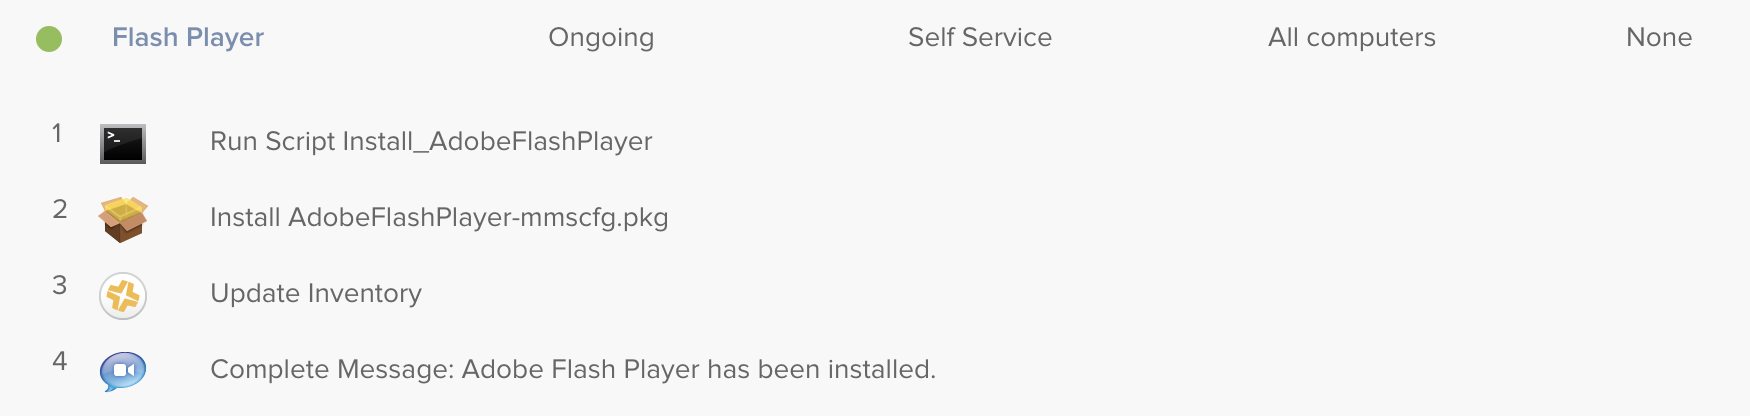 Flash Player Ongoing Self Service All computers None
1 >_ Run Script Install_AdobeFlashPlayer
2 Install AdobeFlashPlayer-mmscfg.pkg
3 Update Inventory
4 Complete Message: Adobe Flash Player has been installed.